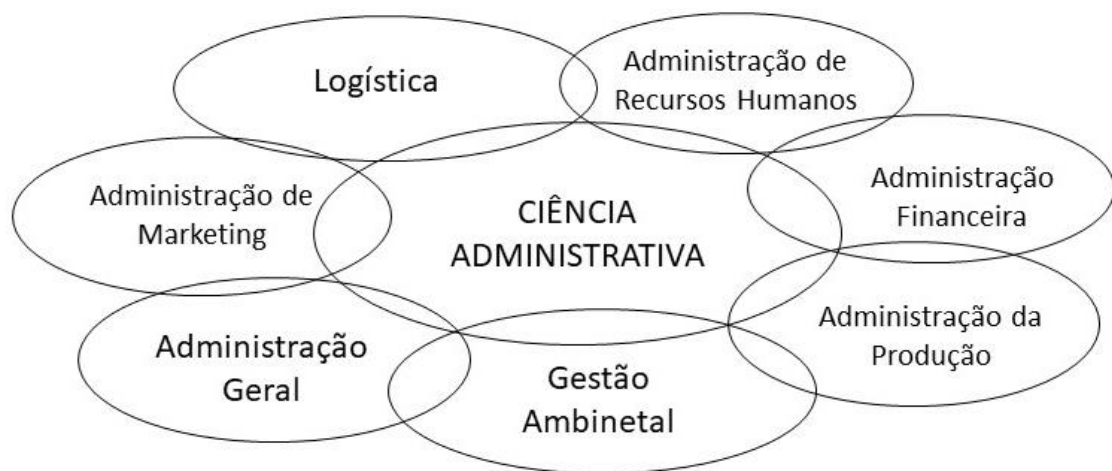 Logística
Administração de
Recursos Humanos
Administração de
Marketing
CIÊNCIA
ADMINISTRATIVA
Administração
Financeira
Administração
Geral
Gestão
Ambinetal
Administração da
Produção